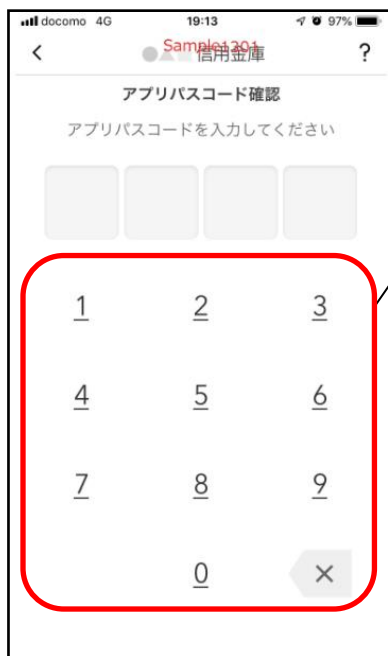 docomo 4G 19:13 97%
< Sample1301 信用金庫 ?
アプリパスコード確認
アプリパスコードを入力してください
1 2 3
4 5 6
7 8 9
0 ×